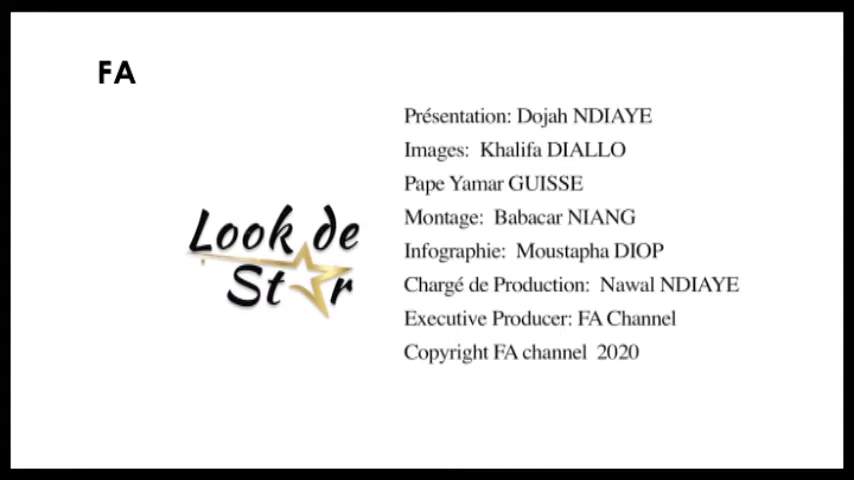 FA
Look de
Star
Présentation: Dojah NDIAYE
Images:  Khalifa DIALLO
Pape Yamar GUISSE
Montage:  Babacar NIANG
Infographie:  Moustapha DIOP
Chargé de Production:  Nawal NDIAYE
Executive Producer: FA Channel
Copyright FA channel  2020